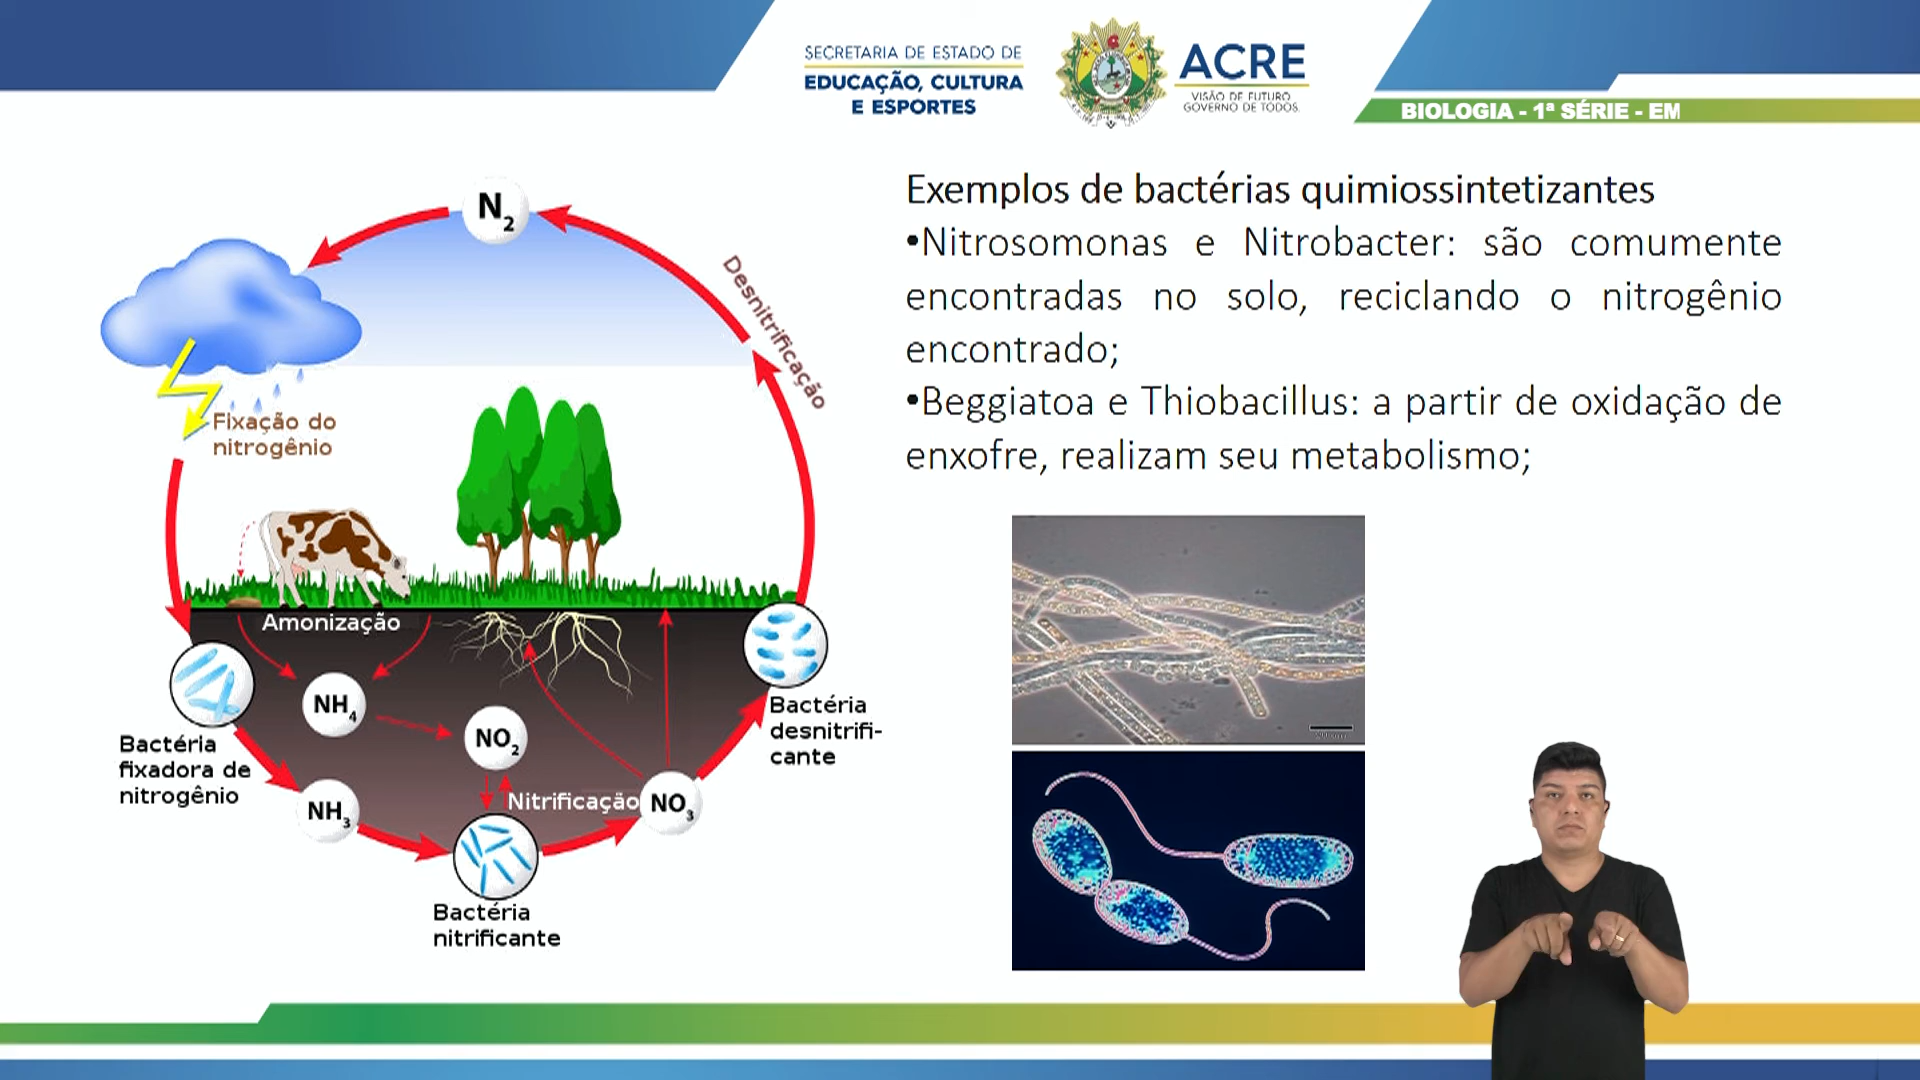 SECRETARIA DE ESTADO DE
EDUCAÇÃO, CULTURA
E ESPORTES
ACRE
VISÃO DE FUTURO
GOVERNO DE TODOS
BIOLOGIA - 1ª SÉRIE - EM
Exemplos de bactérias quimiossintetizantes
•Nitrosomonas e Nitrobacter: são comumente
encontradas no solo, reciclando o nitrogênio
encontrado;
•Beggiatoa e Thiobacillus: a partir de oxidação de
enxofre, realizam seu metabolismo;
N2
Desnitrificação
Fixação do
nitrogênio
Amonização
NH4
NO2
Bactéria
desnitrifi-
cante
Bactéria
fixadora de
nitrogênio
NH3
Nitrificação
NO3
Bactéria
nitrificante